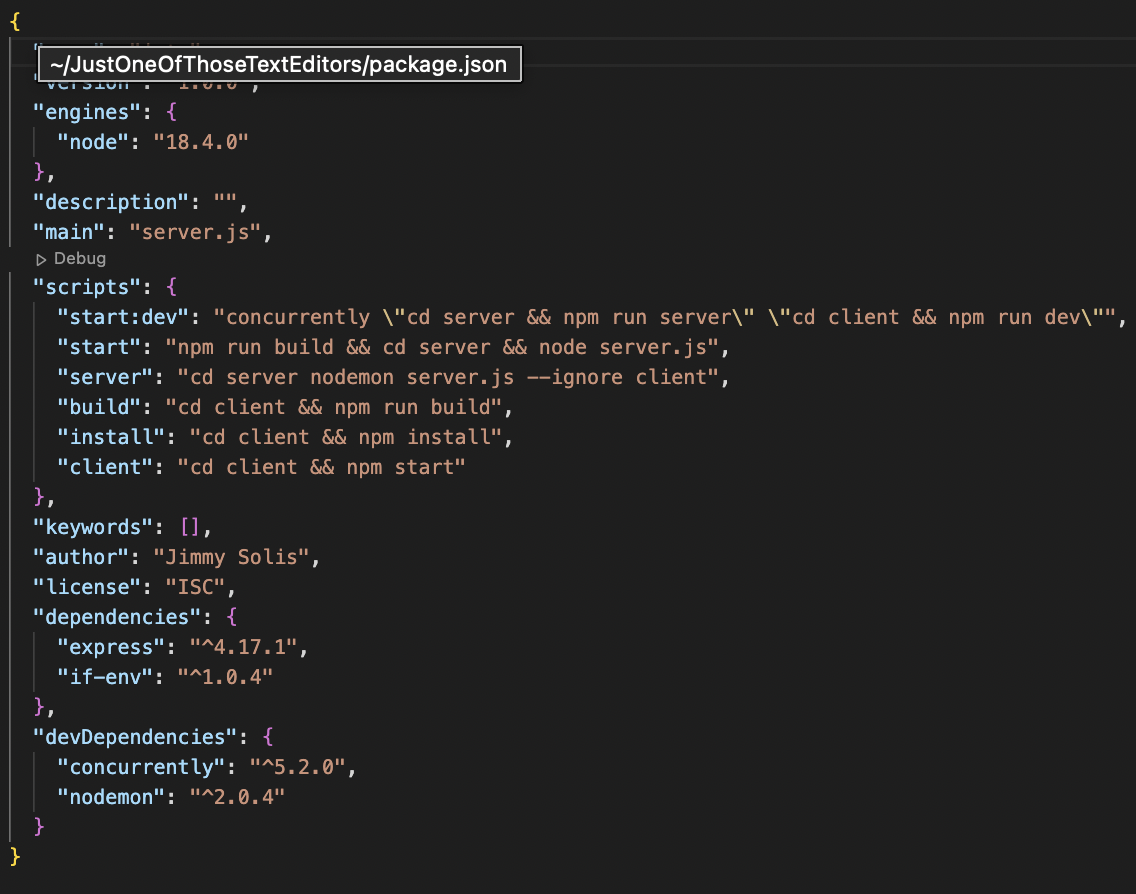 {
~/JustOneOfThoseTextEditors/package.json
"version": "1.0.0",
"engines": {
"node": "18.4.0"
},
"description": "",
"main": "server.js",
Debug
"scripts": {
"start:dev": "concurrently \"cd server && npm run server\" \"cd client && npm run dev\"",
"start": "npm run build && cd server && node server.js",
"server": "cd server nodemon server.js --ignore client",
"build": "cd client && npm run build",
"install": "cd client && npm install",
"client": "cd client && npm start"
},
"keywords": [],
"author": "Jimmy Solis",
"license": "ISC",
"dependencies": {
"express": "^4.17.1",
"if-env": "^1.0.4"
},
"devDependencies": {
"concurrently": "^5.2.0",
"nodemon": "^2.0.4"
}
}